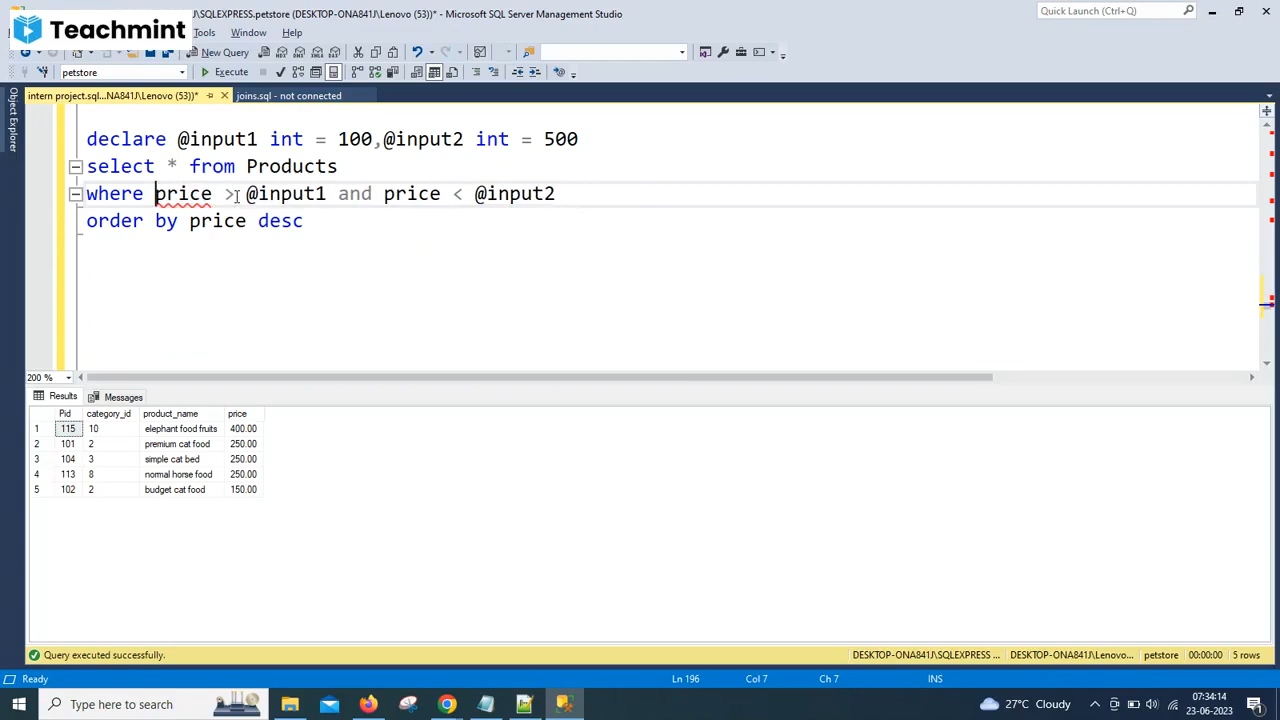 J\SQLEXPRESS.petstore (DESKTOP-ONA841J\Lenovo (53))* - Microsoft SQL Server Management Studio
Quick Launch (Ctrl+Q)
Teachmint
Tools Window Help
New Query
petstore Execute
intern project.sql...NA841J\Lenovo (53))* joins.sql - not connected
Object Explorer
declare @input1 int = 100,@input2 int = 500
select * from Products
where price > @input1 and price < @input2
order by price desc
200 %
Results Messages
Pid category_id product_name price
1 115 10 elephant food fruits 400.00
2 101 2 premium cat food 250.00
3 104 3 simple cat bed 250.00
4 113 8 normal horse food 250.00
5 102 2 budget cat food 150.00
Query executed successfully. DESKTOP-ONA841J\SQLEXPRESS ... DESKTOP-ONA841J\Lenovo... petstore 00:00:00 5 rows
Ready Ln 196 Col 7 Ch 7 INS
Type here to search 27°C Cloudy 07:34:14
23-06-2023